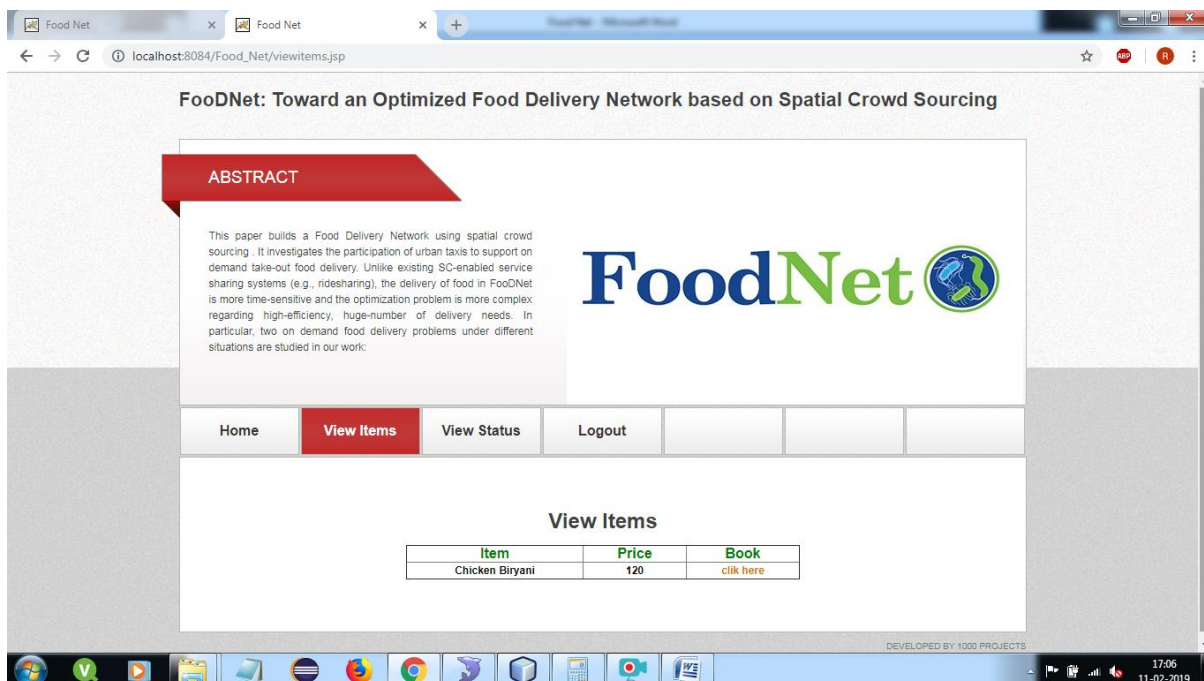 Food Net
Food Net
Food Net - Microsoft Word
localhost:8084/Food_Net/viewitems.jsp
ABP
R
FooDNet: Toward an Optimized Food Delivery Network based on Spatial Crowd Sourcing
ABSTRACT
This paper builds a Food Delivery Network using spatial crowd
sourcing . It investigates the participation of urban taxis to support on
demand take-out food delivery. Unlike existing SC-enabled service
sharing systems (e.g., ridesharing), the delivery of food in FooDNet
is more time-sensitive and the optimization problem is more complex
regarding high-efficiency, huge-number of delivery needs. In
particular, two on demand food delivery problems under different
situations are studied in our work:
FoodNet
Home View Items View Status Logout
View Items
Item Price Book
Chicken Biryani 120 clik here
DEVELOPED BY 1000 PROJECTS
17:06
11-02-2019